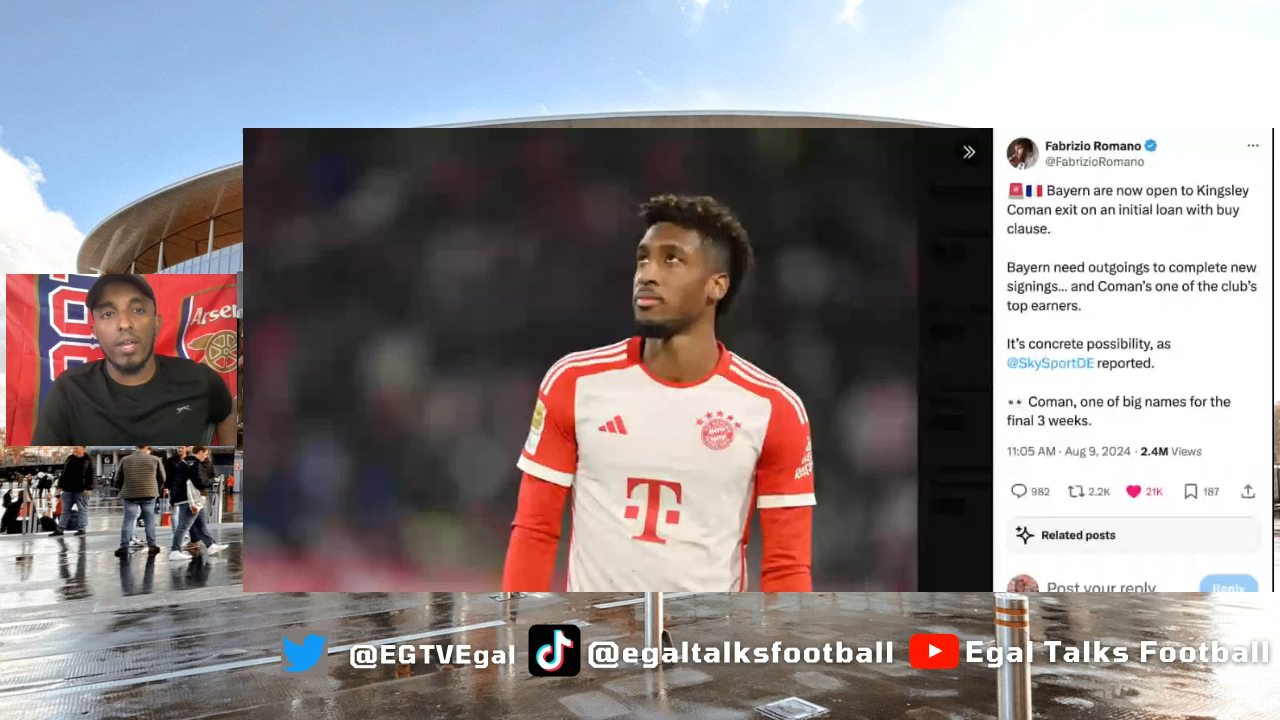 Fabrizio Romano
@FabrizioRomano
Bayern are now open to Kingsley
Coman exit on an initial loan with buy
clause.
Bayern need outgoings to complete new
signings... and Coman's one of the club's
top earners.
It's concrete possibility, as
@SkySportDE reported.
Coman, one of big names for the
final 3 weeks.
11:05 AM · Aug 9, 2024 · 2.4M Views
982 2.2K 21K 187
Related posts
Post your reply
Reply
Arsen
T
@EGTVEgal
@egaltalksfootball
Egal Talks Football